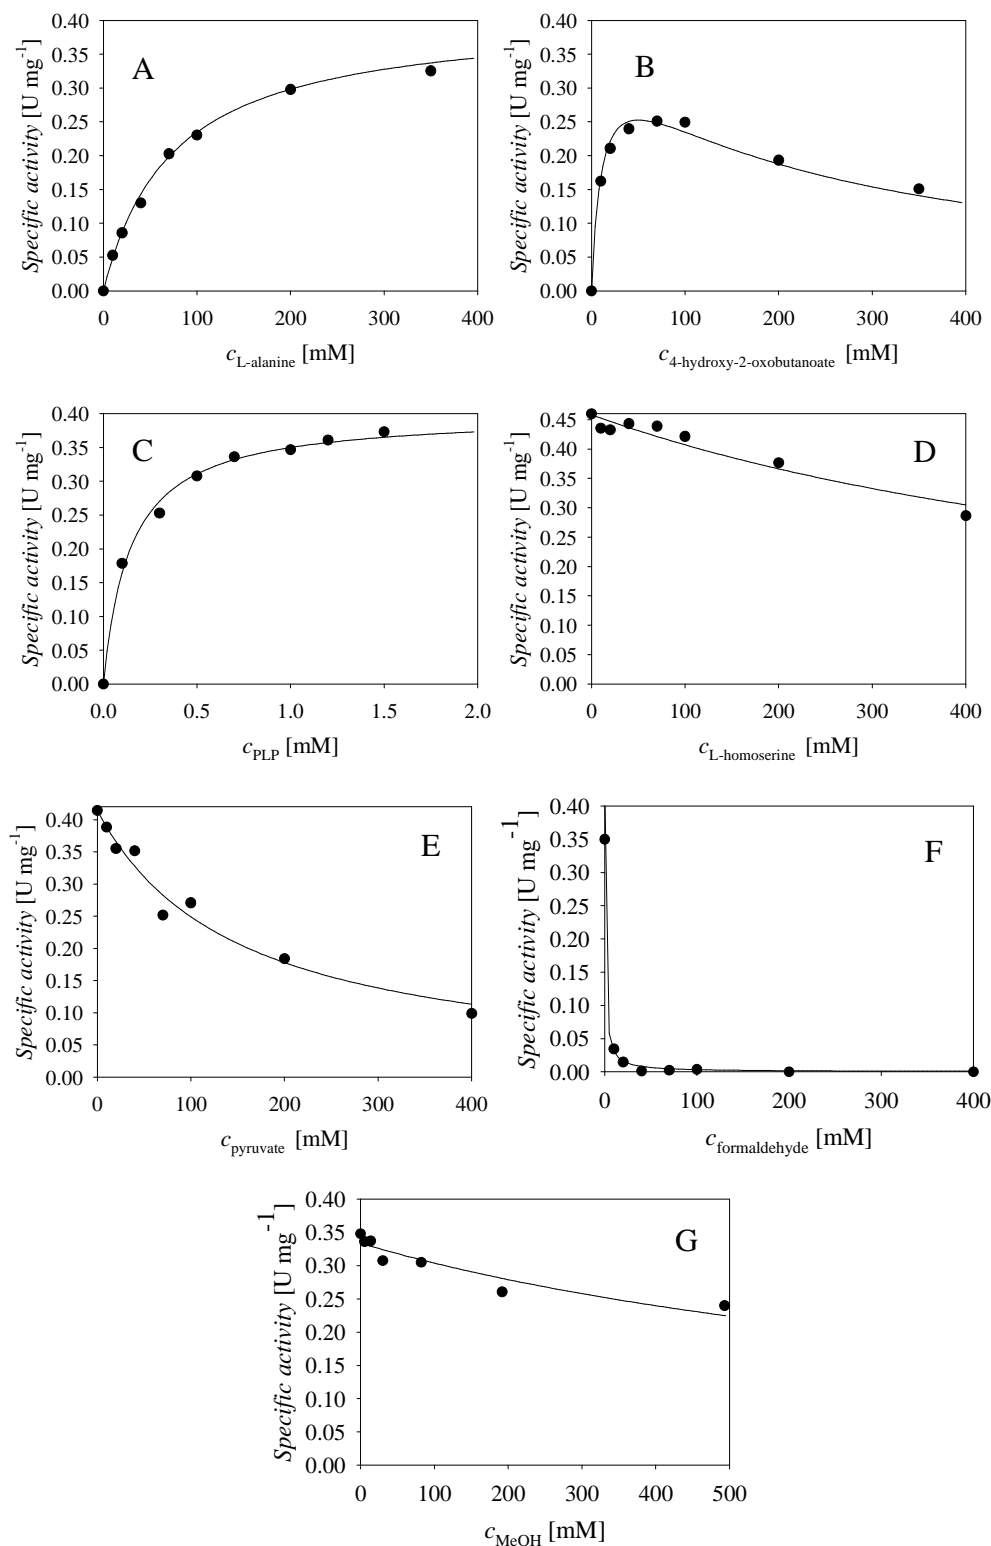 A
Specific activity [U mg-1]
0.40
0.35
0.30
0.25
0.20
0.15
0.10
0.05
0.00
0 100 200 300 400
cL-alanine [mM]
B
Specific activity [U mg-1]
0.40
0.35
0.30
0.25
0.20
0.15
0.10
0.05
0.00
0 100 200 300 400
c4-hydroxy-2-oxobutanoate [mM]
C
Specific activity [U mg-1]
0.40
0.35
0.30
0.25
0.20
0.15
0.10
0.05
0.00
0.0 0.5 1.0 1.5 2.0
cPLP [mM]
D
Specific activity [U mg-1]
0.45
0.40
0.35
0.30
0.25
0.20
0.15
0.10
0.05
0.00
0 100 200 300 400
cL-homoserine [mM]
E
Specific activity [U mg-1]
0.40
0.35
0.30
0.25
0.20
0.15
0.10
0.05
0.00
0 100 200 300 400
cpyruvate [mM]
F
Specific activity [U mg-1]
0.40
0.35
0.30
0.25
0.20
0.15
0.10
0.05
0.00
0 100 200 300 400
cformaldehyde [mM]
G
Specific activity [U mg-1]
0.40
0.35
0.30
0.25
0.20
0.15
0.10
0.05
0.00
0 100 200 300 400 500
cMeOH [mM]